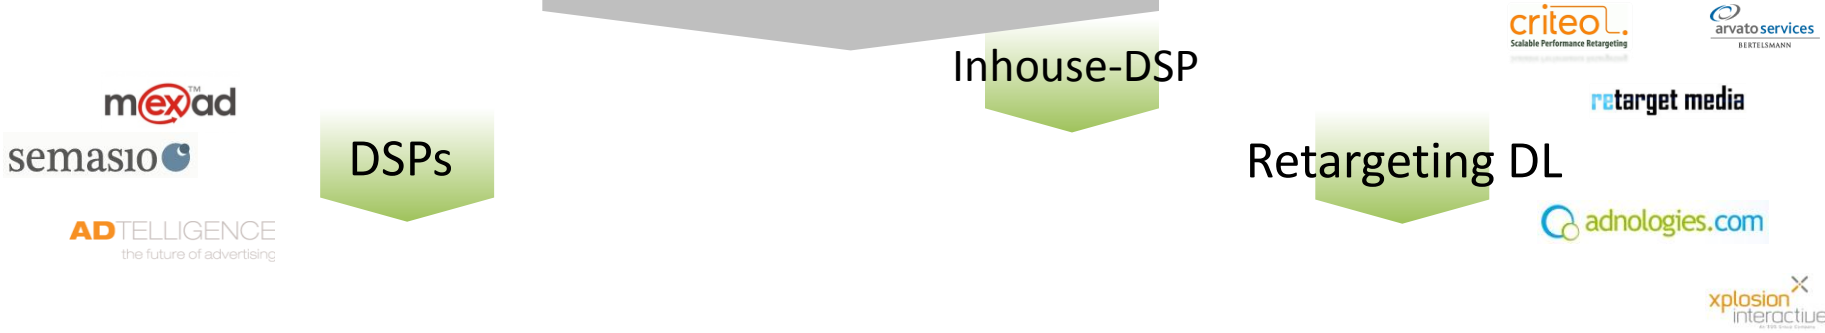 mexad™
semasio
ADTELLIGENCE
the future of advertising
DSPs
Inhouse-DSP
Retargeting DL
criteo.
Scalable Performance Retargeting
arvato services
BERTELSMANN
retarget media
adnologies.com
xplosion
interactive